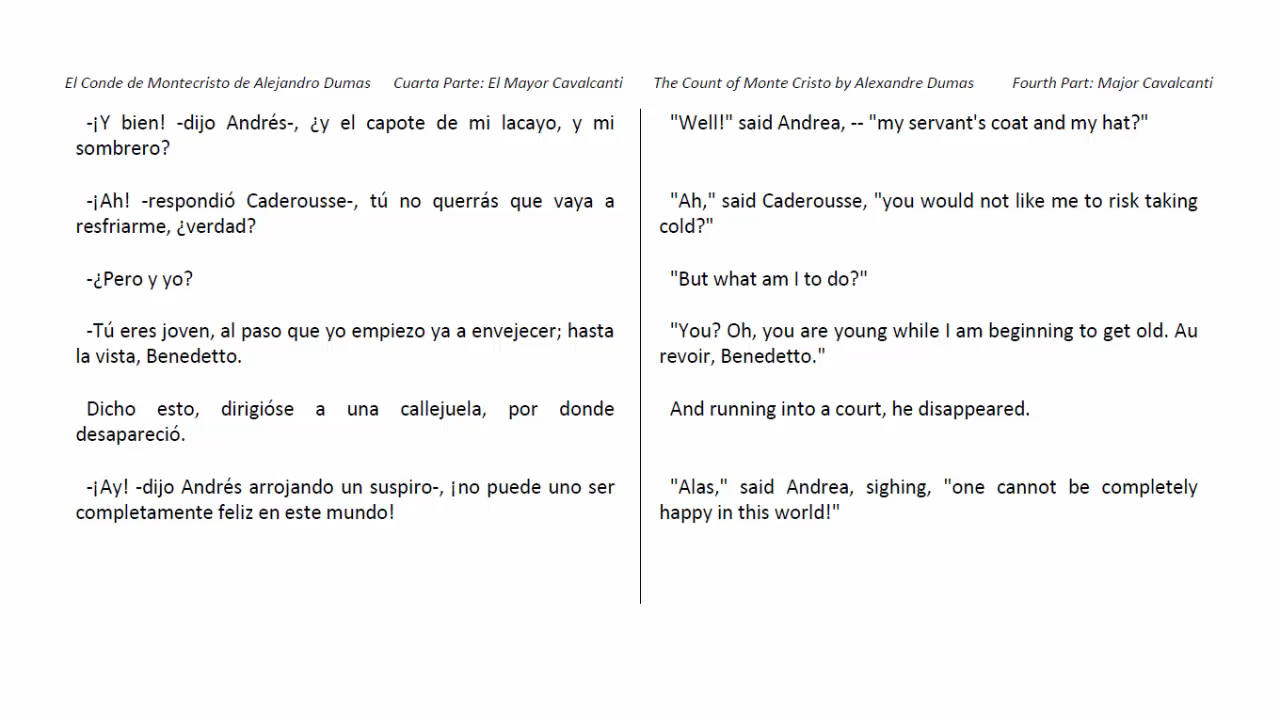 El Conde de Montecristo de Alejandro Dumas Cuarta Parte: El Mayor Cavalcanti
-¡Y bien! -dijo Andrés-, ¿y el capote de mi lacayo, y mi
sombrero?
-¡Ah! -respondió Caderousse-, tú no querrás que vaya a
resfriarme, ¿verdad?
-¿Pero y yo?
-Tú eres joven, al paso que yo empiezo ya a envejecer; hasta
la vista, Benedetto.
Dicho esto, dirigióse a una callejuela, por donde
desapareció.
-¡Ay! -dijo Andrés arrojando un suspiro-, ¡no puede uno ser
completamente feliz en este mundo!
The Count of Monte Cristo by Alexandre Dumas Fourth Part: Major Cavalcanti
"Well!" said Andrea, -- "my servant's coat and my hat?"
"Ah," said Caderousse, "you would not like me to risk taking
cold?"
"But what am I to do?"
"You? Oh, you are young while I am beginning to get old. Au
revoir, Benedetto."
And running into a court, he disappeared.
"Alas," said Andrea, sighing, "one cannot be completely
happy in this world!"